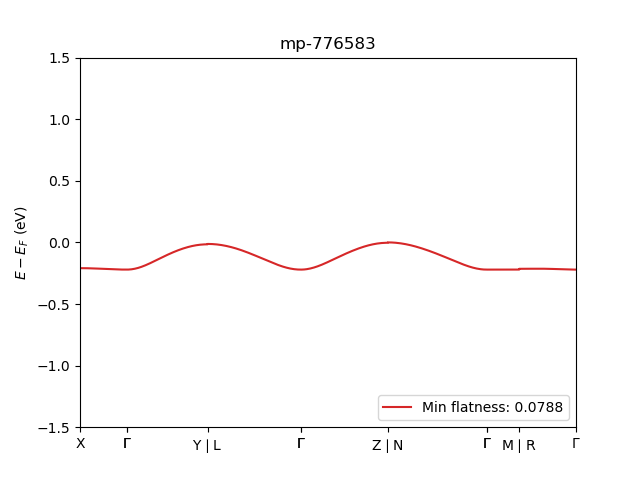 mp-776583
1.5
1.0
0.5
0.0
−0.5
−1.0
−1.5
E − E_F (eV)
Min flatness: 0.0788
X Γ Y | L Γ Z | N Γ M | R Γ